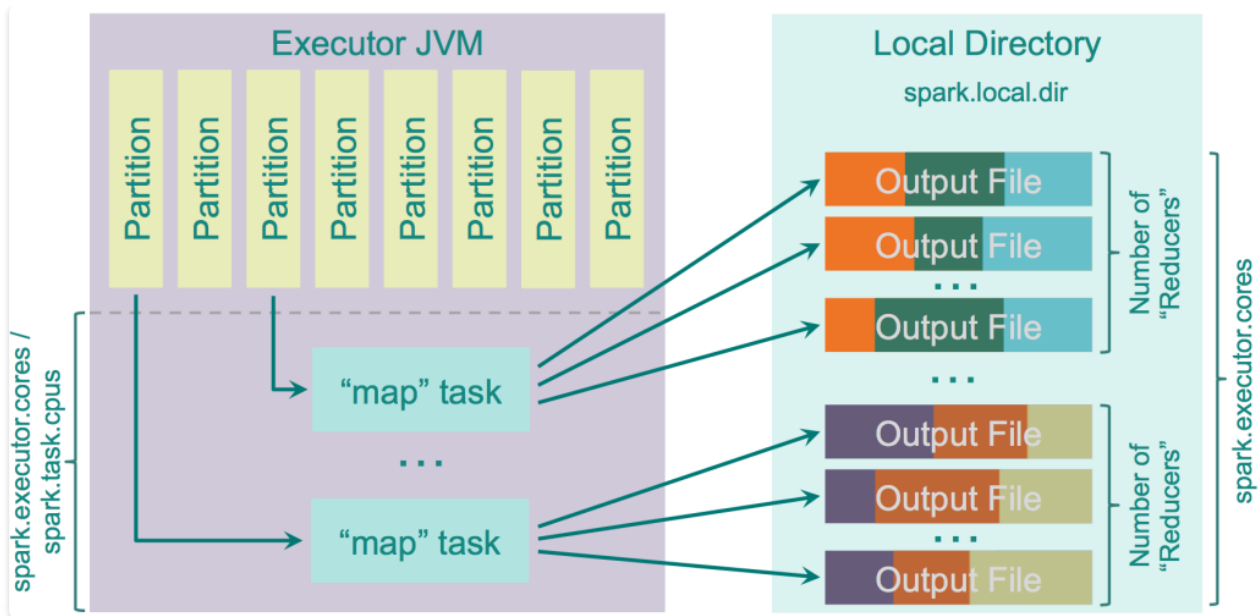 Executor JVM
Partition
Partition
Partition
Partition
Partition
Partition
Partition
Partition
spark.executor.cores /
spark.task.cpus
“map” task
...
“map” task
Local Directory
spark.local.dir
Output File
Output File
...
Output File
Number of
“Reducers”
...
Output File
Output File
...
Output File
Number of
“Reducers”
spark.executor.cores